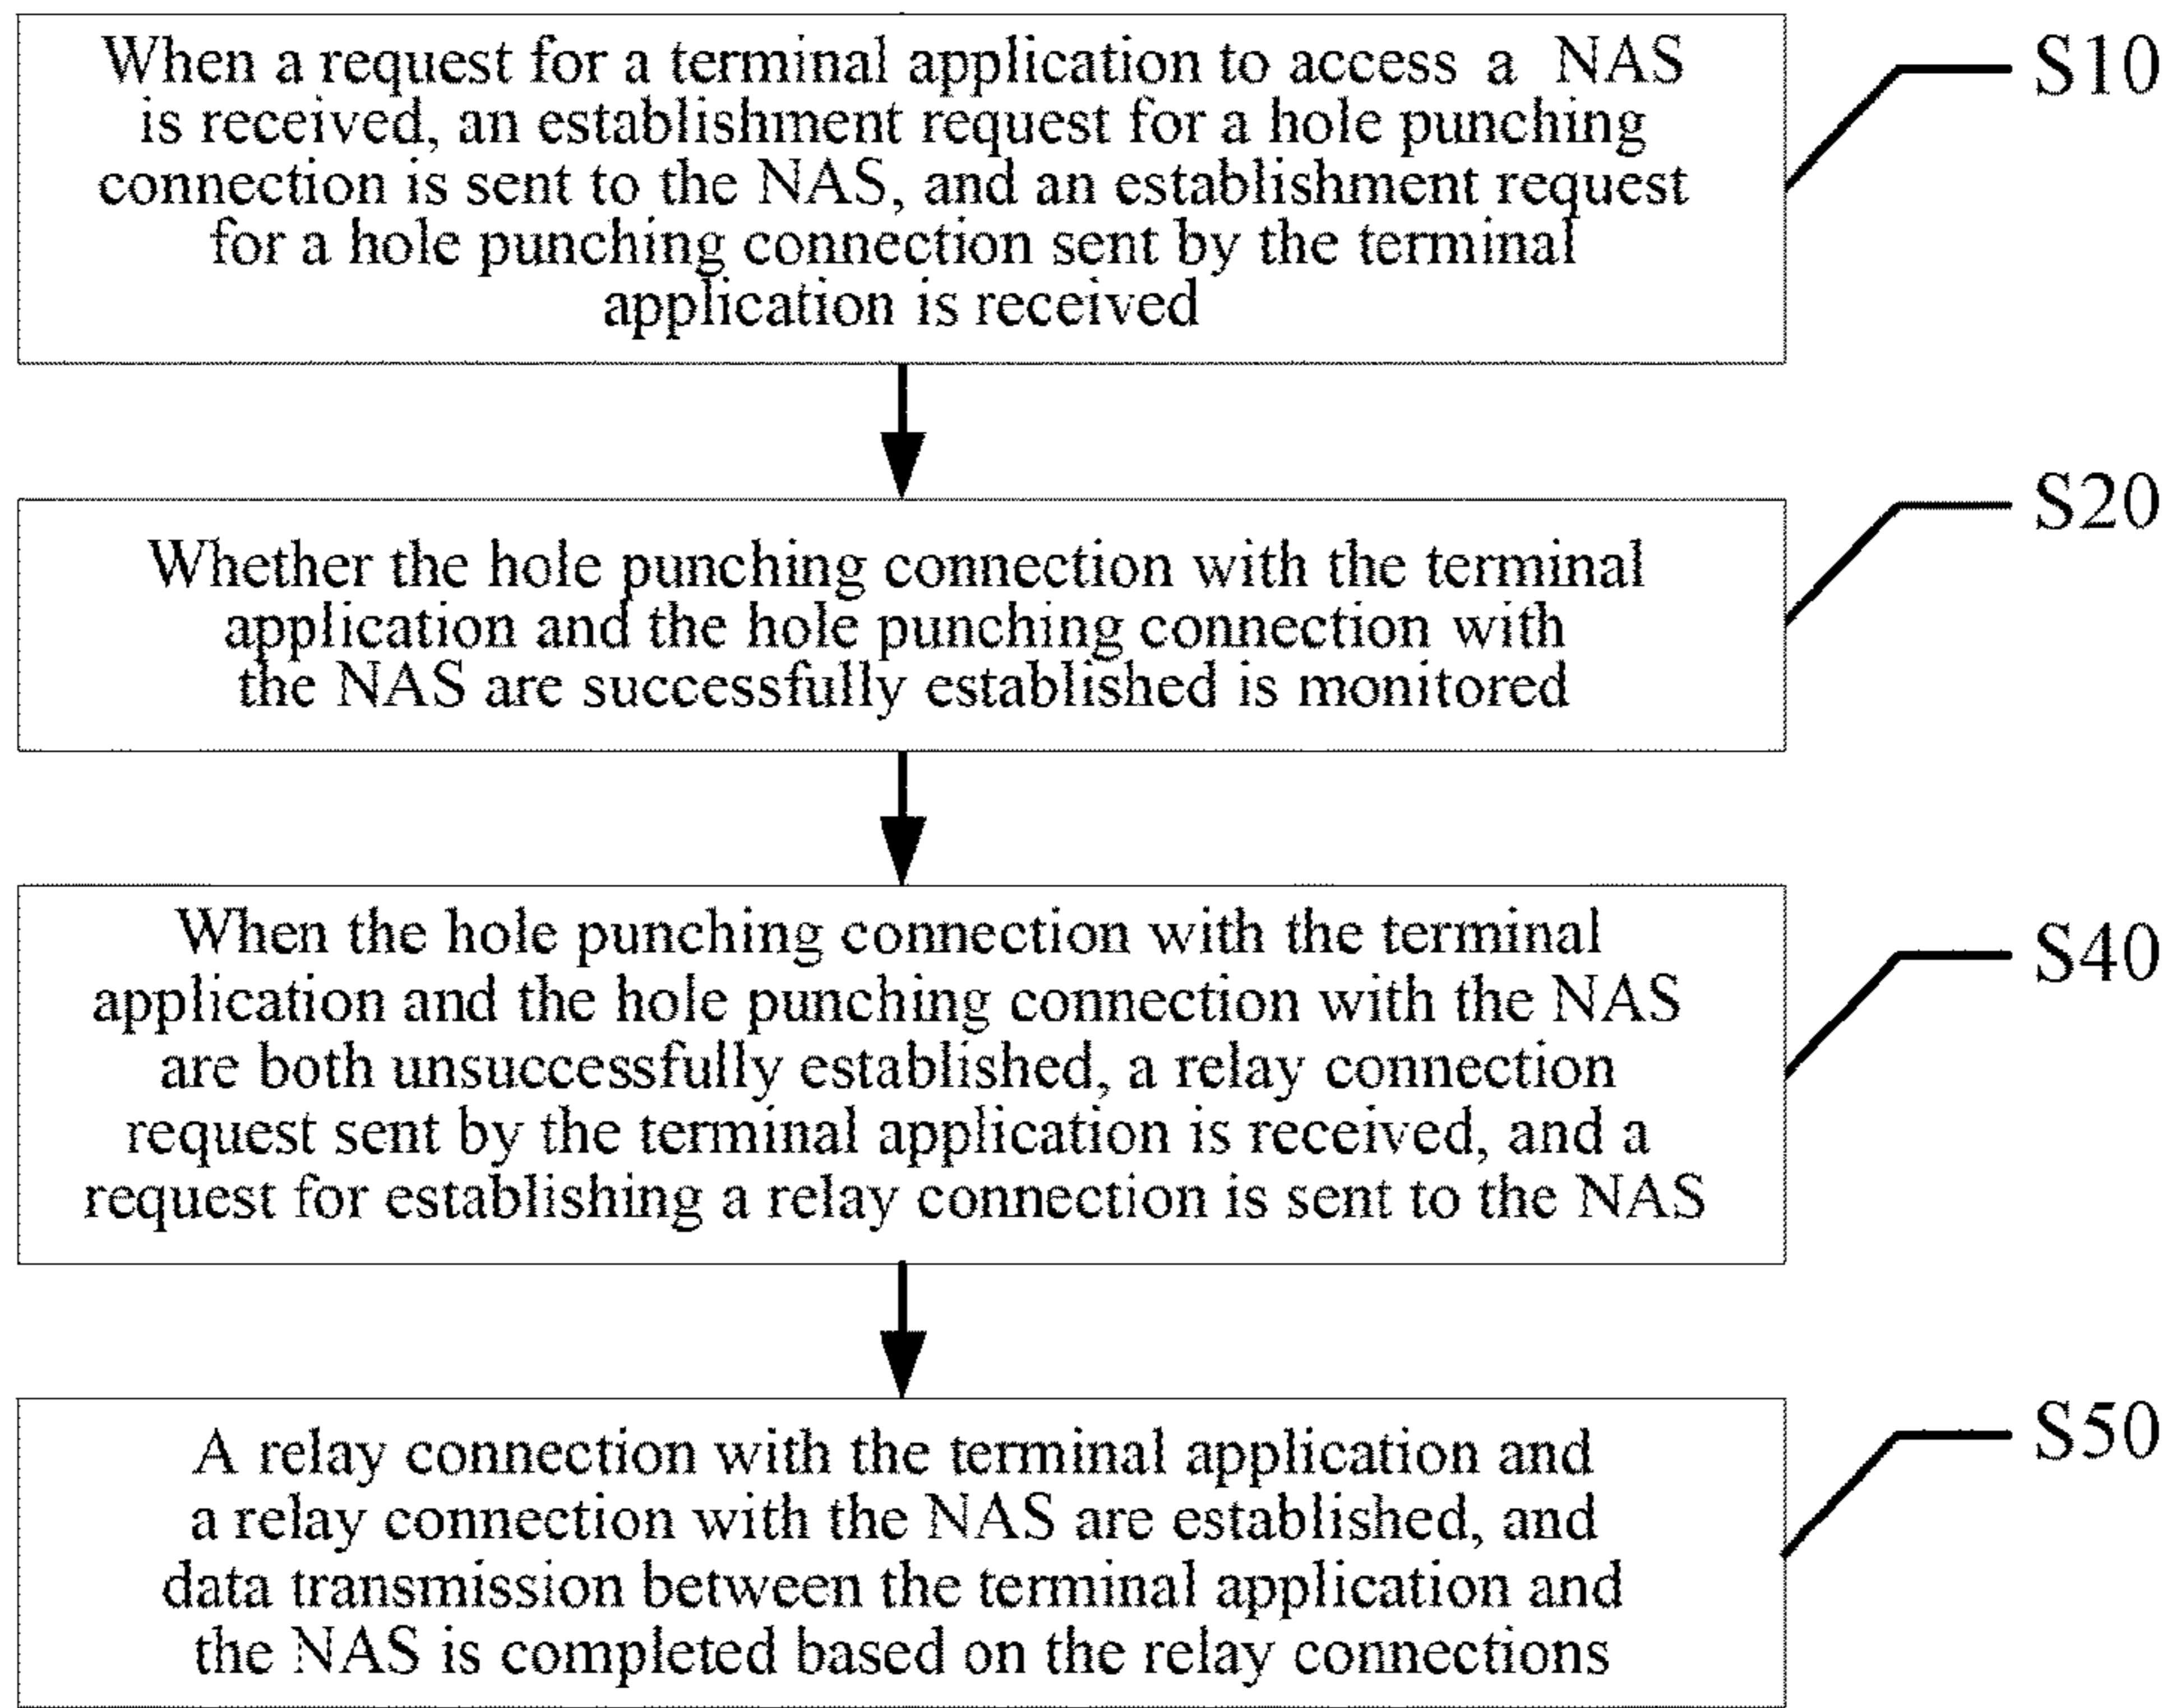 When a request for a terminal application to access a NAS
is received, an establishment request for a hole punching
connection is sent to the NAS, and an establishment request
for a hole punching connection sent by the terminal
application is received
S10
Whether the hole punching connection with the terminal
application and the hole punching connection with
the NAS are successfully established is monitored
S20
When the hole punching connection with the terminal
application and the hole punching connection with the NAS
are both unsuccessfully established, a relay connection
request sent by the terminal application is received, and a
request for establishing a relay connection is sent to the NAS
S40
A relay connection with the terminal application and
a relay connection with the NAS are established, and
data transmission between the terminal application and
the NAS is completed based on the relay connections
S50